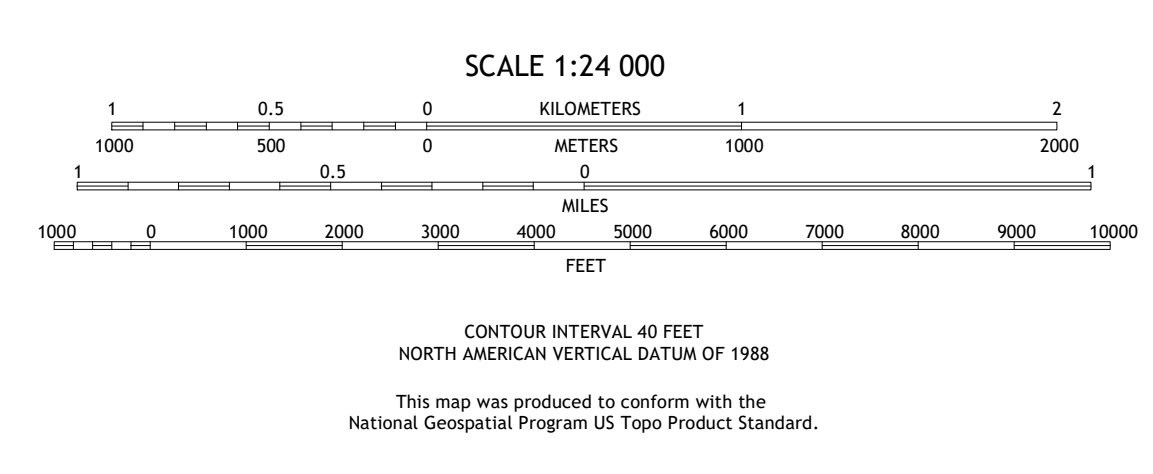 SCALE 1:24 000
1 0.5 0 KILOMETERS 1 2
1000 500 0 METERS 1000 2000
1 0.5 0 1
MILES
1000 0 1000 2000 3000 4000 5000 6000 7000 8000 9000 10000
FEET
CONTOUR INTERVAL 40 FEET
NORTH AMERICAN VERTICAL DATUM OF 1988
This map was produced to conform with the
National Geospatial Program US Topo Product Standard.